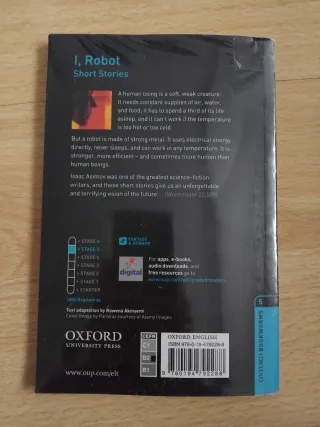 I, Robot
Short Stories
A human being is a soft, weak creature.
It needs constant supplies of air, water,
and food; it has to spend a third of its life
asleep, and it can't work if the temperature
is too hot or too cold.
But a robot is made of strong metal. It uses electrical energy
directly, never sleeps, and can work in any temperature. It is
stronger, more efficient – and sometimes more human than
human beings.
Isaac Asimov was one of the greatest science-fiction
writers, and these short stories give us an unforgettable
and terrifying vision of the future.
STAGE 6
STAGE 5
STAGE 4
STAGE 3
STAGE 2
STAGE 1
STARTER
FANTASY
& HORROR
digital
For apps, e-books,
audio downloads, and
free resources go to
Text adaptation by Rowena Akinyemi
OXFORD
UNIVERSITY PRESS
www.oup.com/elt
CEFR
C1
B2
B1
OXFORD ENGLISH
5
OXFORD BOOKWORMS